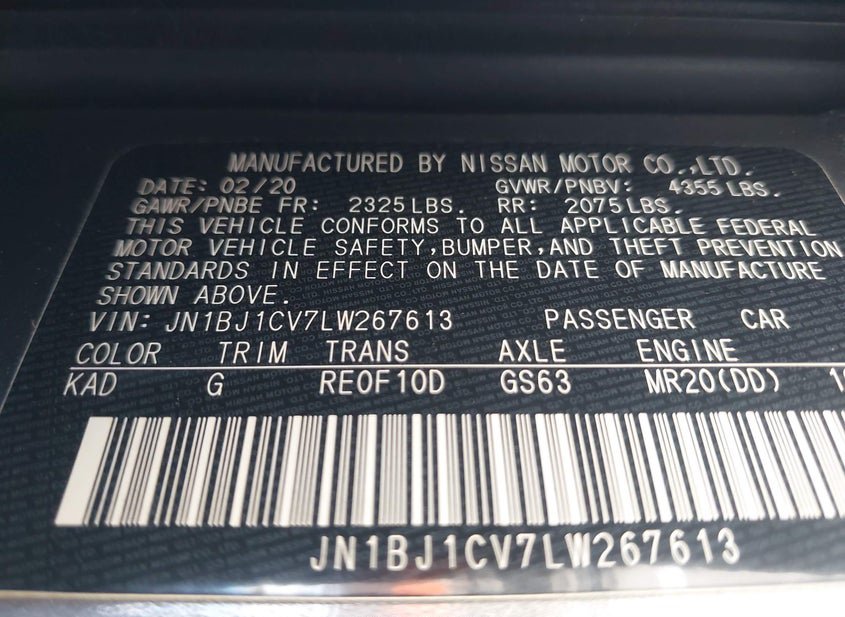 MANUFACTURED BY NISSAN MOTOR CO.,LTD.
DATE: 02/20 GVWR/PNBV: 4355 LBS.
GAWR/PNBE FR: 2325 LBS. RR: 2075 LBS.
THIS VEHICLE CONFORMS TO ALL APPLICABLE FEDERAL
MOTOR VEHICLE SAFETY,BUMPER,AND THEFT PREVENTION
STANDARDS IN EFFECT ON THE DATE OF MANUFACTURE
SHOWN ABOVE.
VIN: JN1BJ1CV7LW267613 PASSENGER CAR
COLOR TRIM TRANS AXLE ENGINE
KAD G RE0F10D GS63 MR20(DD)
JN1BJ1CV7LW267613